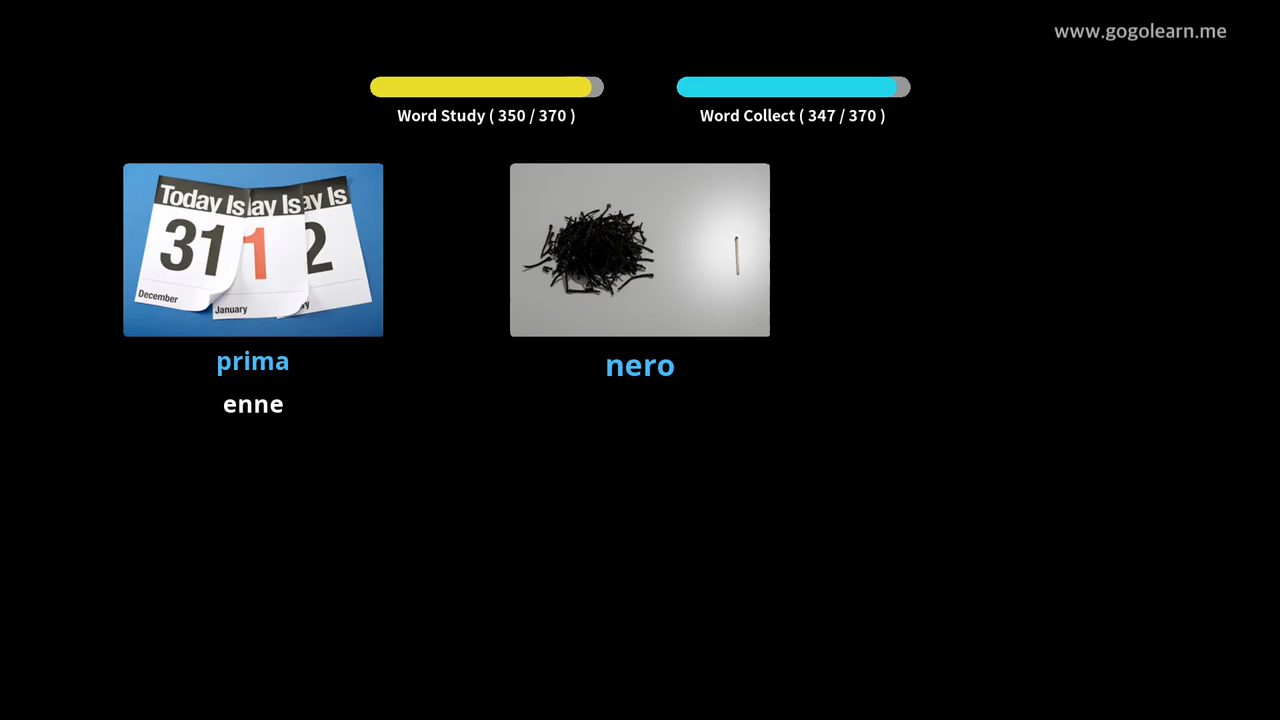 www.gogolearn.me
Word Study ( 350 / 370 )
Word Collect ( 347 / 370 )
Today Is
ay Is
ay Is
31
1
2
December
January
ry
prima
nero
enne